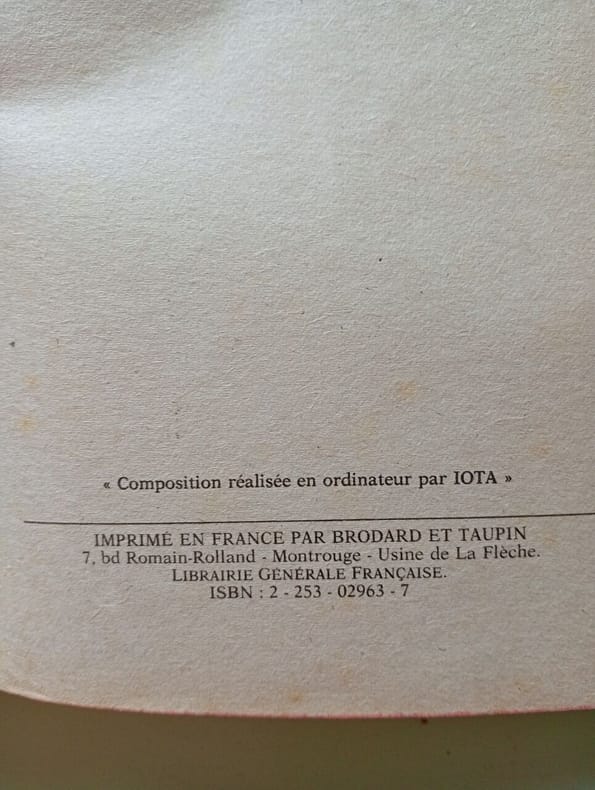 « Composition réalisée en ordinateur par IOTA »
IMPRIMÉ EN FRANCE PAR BRODARD ET TAUPIN
7, bd Romain-Rolland - Montrouge - Usine de La Flèche.
LIBRAIRIE GÉNÉRALE FRANÇAISE.
ISBN : 2 - 253 - 02963 - 7